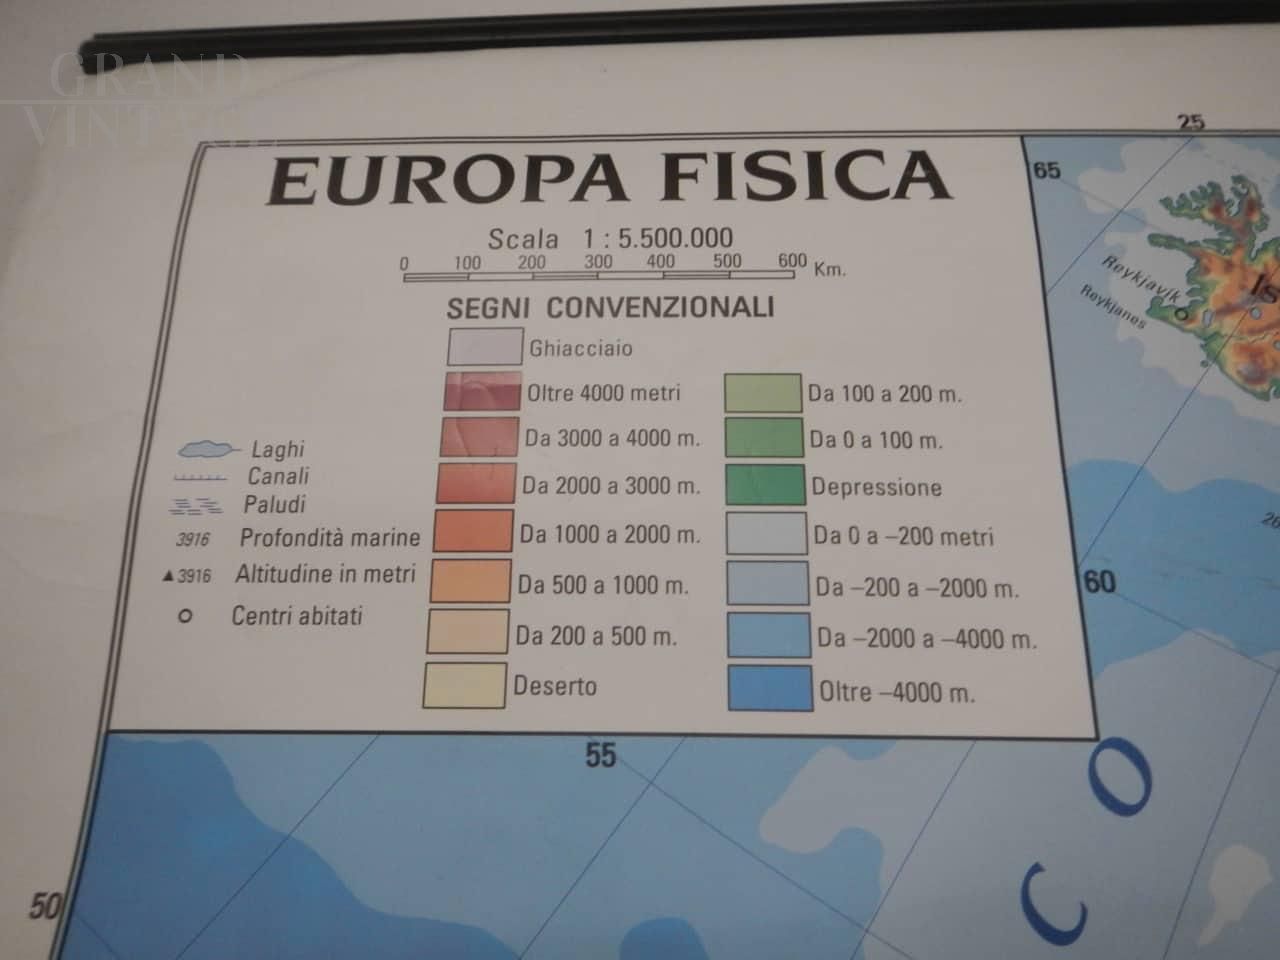 GRAND
VINTAGE
EUROPA FISICA
Scala 1 : 5.500.000
0 100 200 300 400 500 600 Km.
SEGNI CONVENZIONALI
Ghiacciaio
Oltre 4000 metri
Da 3000 a 4000 m.
Da 2000 a 3000 m.
Da 1000 a 2000 m.
Da 500 a 1000 m.
Da 200 a 500 m.
Deserto
Da 100 a 200 m.
Da 0 a 100 m.
Depressione
Da 0 a –200 metri
Da –200 a –2000 m.
Da –2000 a –4000 m.
Oltre –4000 m.
Laghi
Canali
Paludi
3916 Profondità marine
▲3916 Altitudine in metri
Centri abitati
25
65
Reykjavík
Reykjanes
Is
60
55
50
O
C